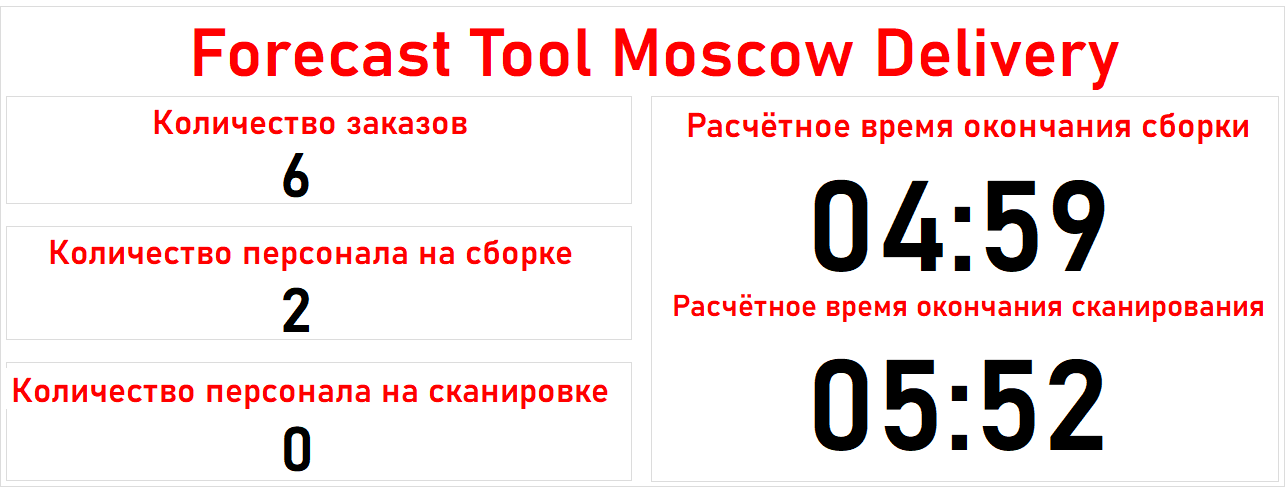 Forecast Tool Moscow Delivery
Количество заказов
6
Количество персонала на сборке
2
Количество персонала на сканировке
0
Расчётное время окончания сборки
04:59
Расчётное время окончания сканирования
05:52